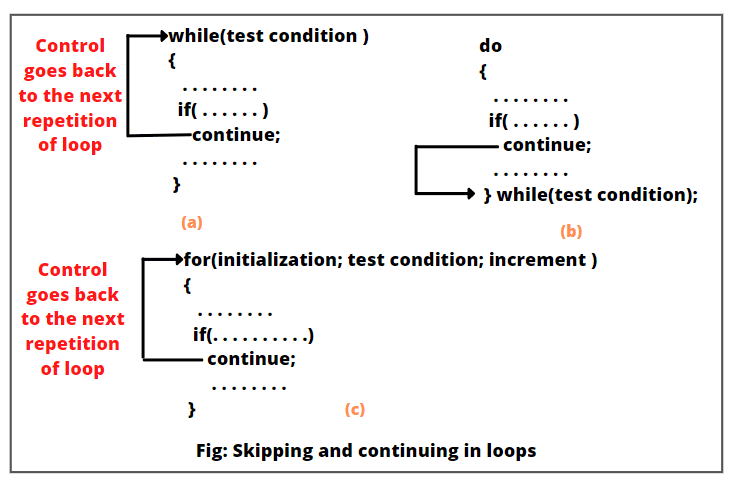 Control
goes back
to the next
repetition
of loop
while(test condition )
{
. . . . . . . .
if( . . . . . . )
continue;
. . . . . . . .
}
(a)
do
{
. . . . . . . .
if( . . . . . . )
continue;
. . . . . . . .
} while(test condition);
(b)
Control
goes back
to the next
repetition
of loop
for(initialization; test condition; increment )
{
. . . . . . . .
if(. . . . . . . . . .)
continue;
. . . . . . . .
}
(c)
Fig: Skipping and continuing in loops